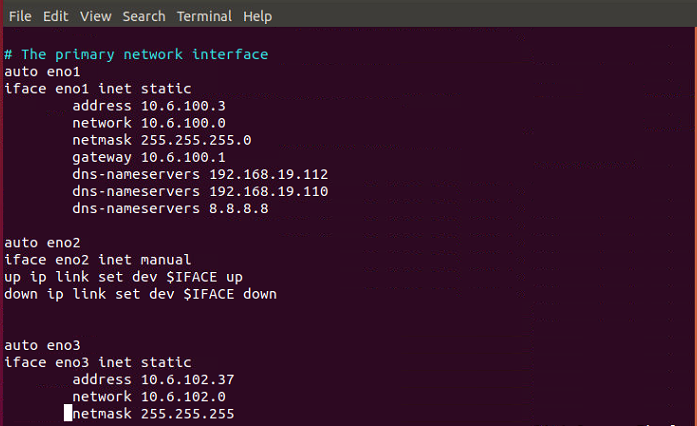 File Edit View Search Terminal Help
# The primary network interface
auto eno1
iface eno1 inet static
address 10.6.100.3
network 10.6.100.0
netmask 255.255.255.0
gateway 10.6.100.1
dns-nameservers 192.168.19.112
dns-nameservers 192.168.19.110
dns-nameservers 8.8.8.8
auto eno2
iface eno2 inet manual
up ip link set dev $IFACE up
down ip link set dev $IFACE down
auto eno3
iface eno3 inet static
address 10.6.102.37
network 10.6.102.0
netmask 255.255.255